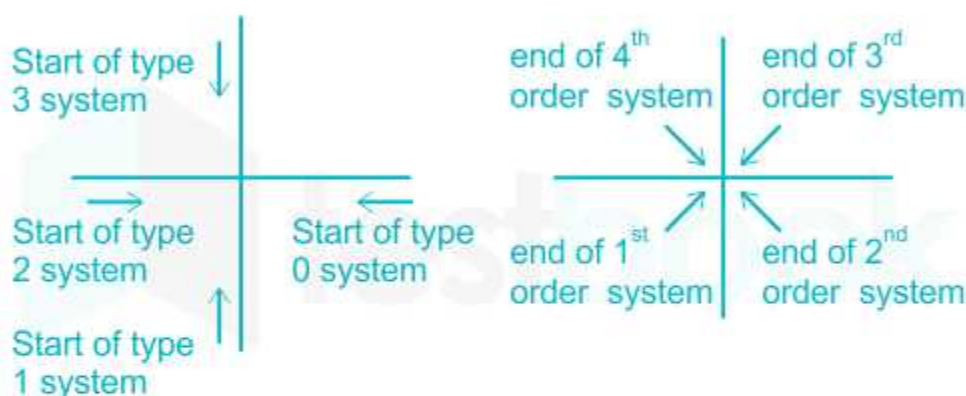 Start of type
3 system
Start of type
2 system
Start of type
0 system
Start of type
1 system
end of 4th
order system
end of 3rd
order system
end of 1st
order system
end of 2nd
order system